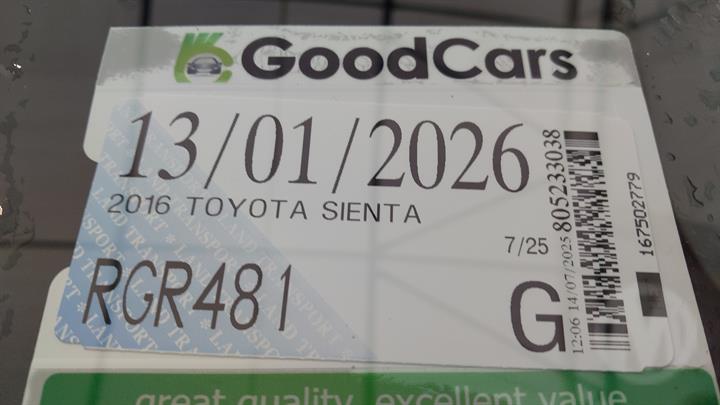 GoodCars
13/01/2026
2016 TOYOTA SIENTA
7/25
RGR481
G
12:06 14/07/2025
805233038
167502779
great quality, excellent value